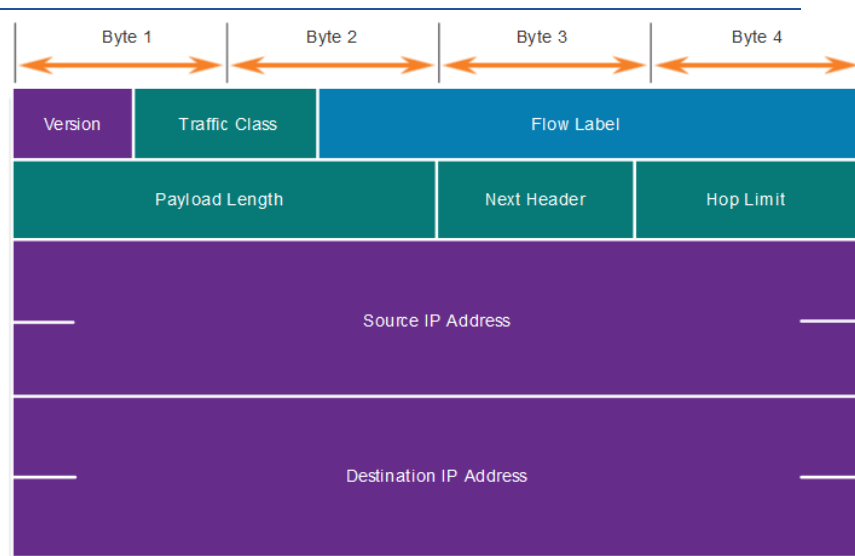 Byte 1 Byte 2 Byte 3 Byte 4
Version Traffic Class Flow Label
Payload Length Next Header Hop Limit
Source IP Address
Destination IP Address